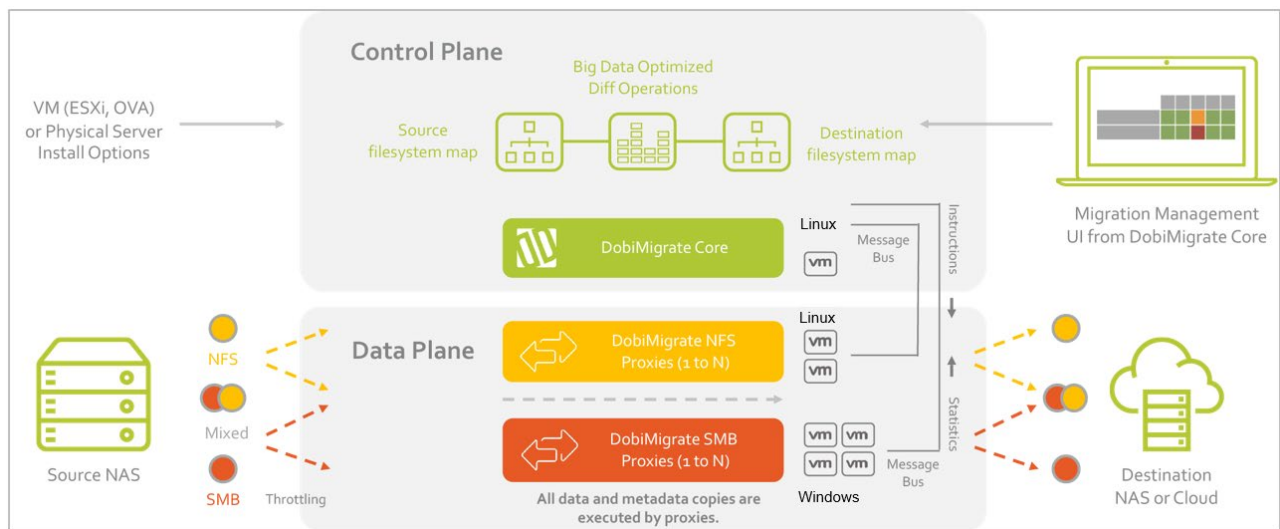 Control Plane
Big Data Optimized
Diff Operations
VM (ESXi, OVA)
or Physical Server
Install Options
Source
filesystem map
Destination
filesystem map
Migration Management
UI from DobiMigrate Core
DobiMigrate Core
Linux
vm
Message
Bus
Instructions
Data Plane
NFS
Mixed
SMB
Throttling
Source NAS
DobiMigrate NFS
Proxies (1 to N)
Linux
vm
vm
DobiMigrate SMB
Proxies (1 to N)
vm vm
vm vm
Windows
Message
Bus
Statistics
All data and metadata copies are
executed by proxies.
Destination
NAS or Cloud